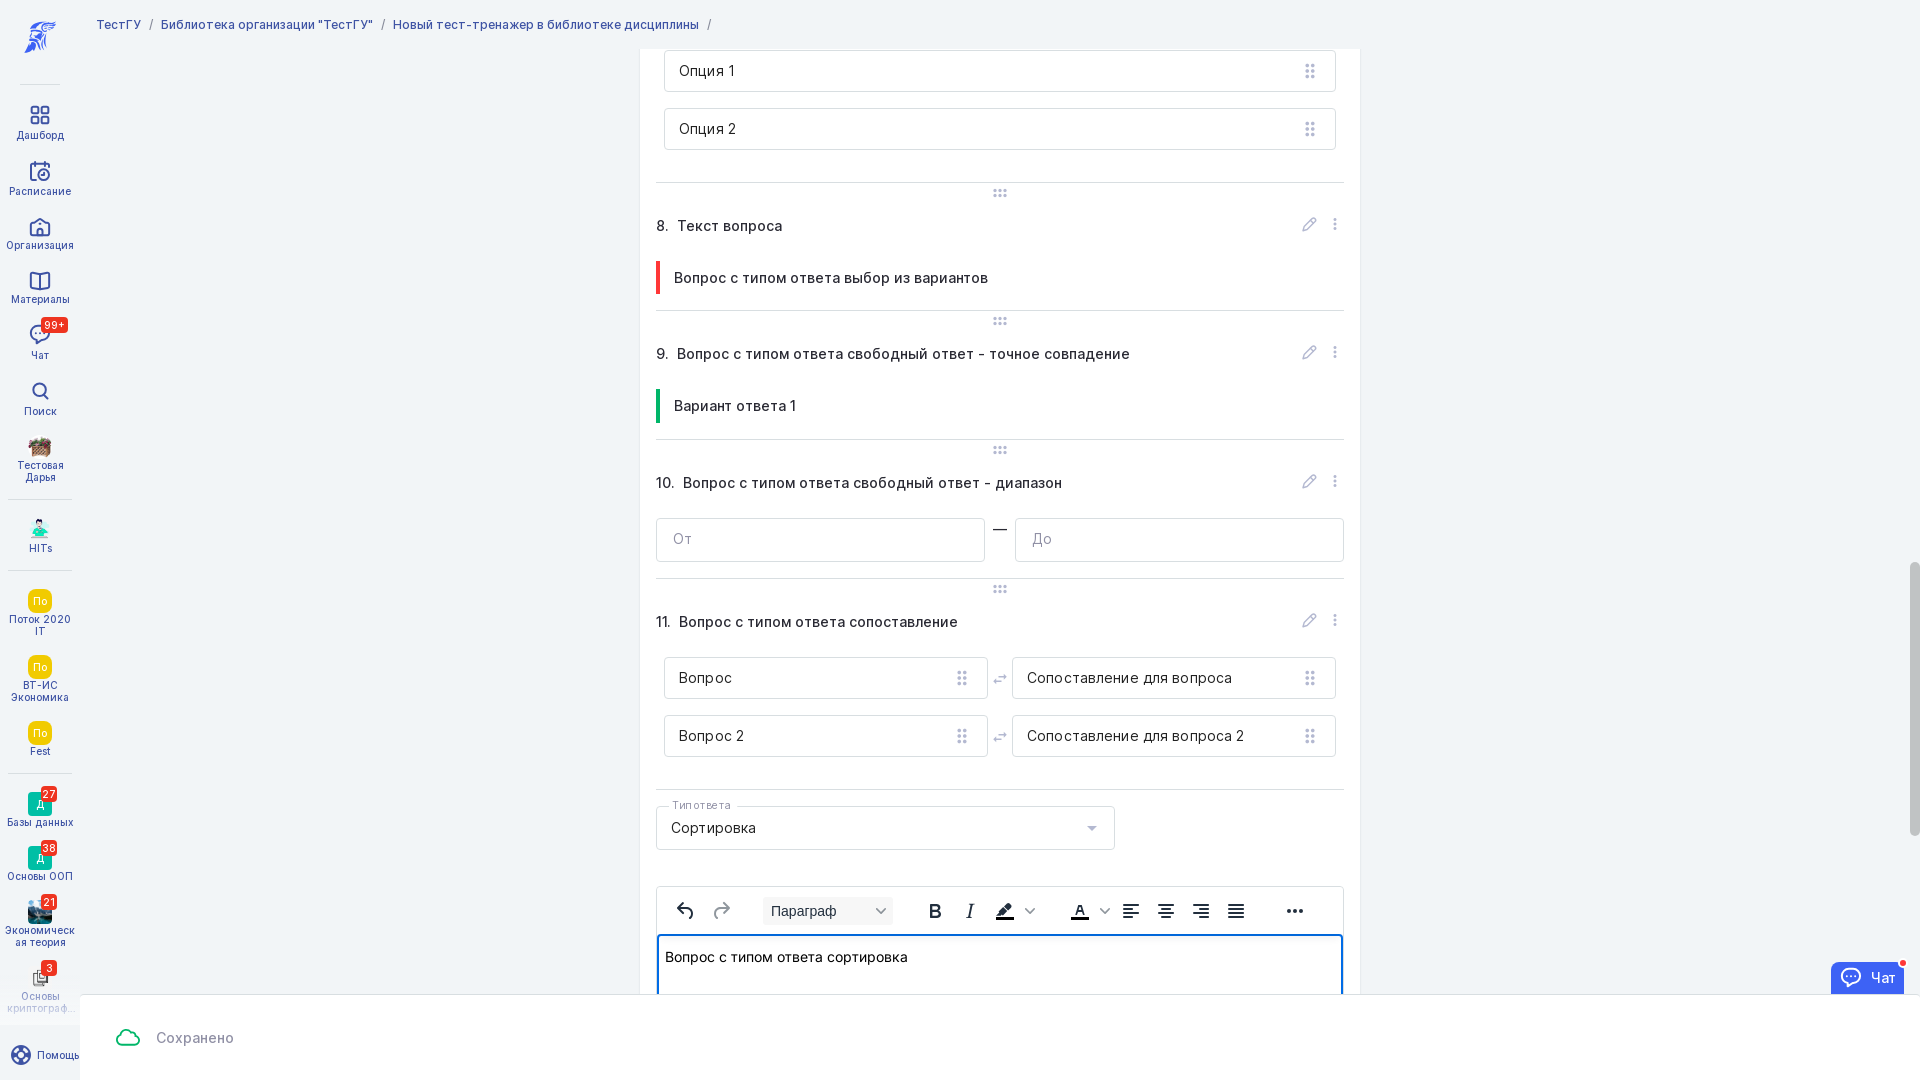 ТестГУ / Библиотека организации "ТестГУ" / Новый тест-тренажер в библиотеке дисциплины /
Дашборд
Расписание
Организация
Материалы
99+
Чат
Поиск
Тестовая
Дарья
HITs
По
Поток 2020
IT
По
ВТ-ИС
Экономика
По
Fest
27
Д
Базы данных
38
Д
Основы ООП
21
Экономическ
ая теория
3
Основы
криптограф...
Помощь
Опция 1
Опция 2
8. Текст вопроса
Вопрос с типом ответа выбор из вариантов
9. Вопрос с типом ответа свободный ответ - точное совпадение
Вариант ответа 1
10. Вопрос с типом ответа свободный ответ - диапазон
От — До
11. Вопрос с типом ответа сопоставление
Вопрос Сопоставление для вопроса
Вопрос 2 Сопоставление для вопроса 2
Тип ответа
Сортировка
Параграф B I A
Вопрос с типом ответа сортировка
Чат
Сохранено